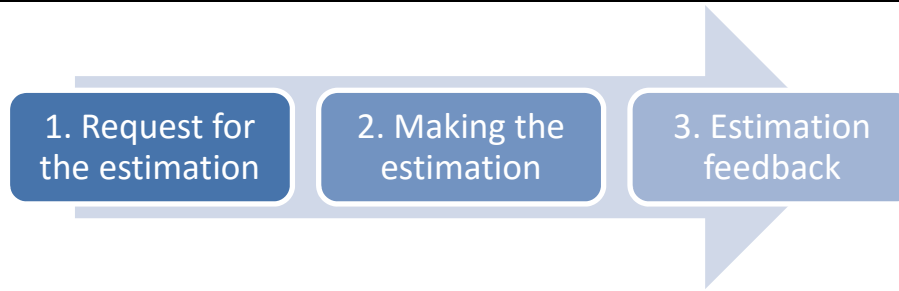 1. Request for
the estimation
2. Making the
estimation
3. Estimation
feedback